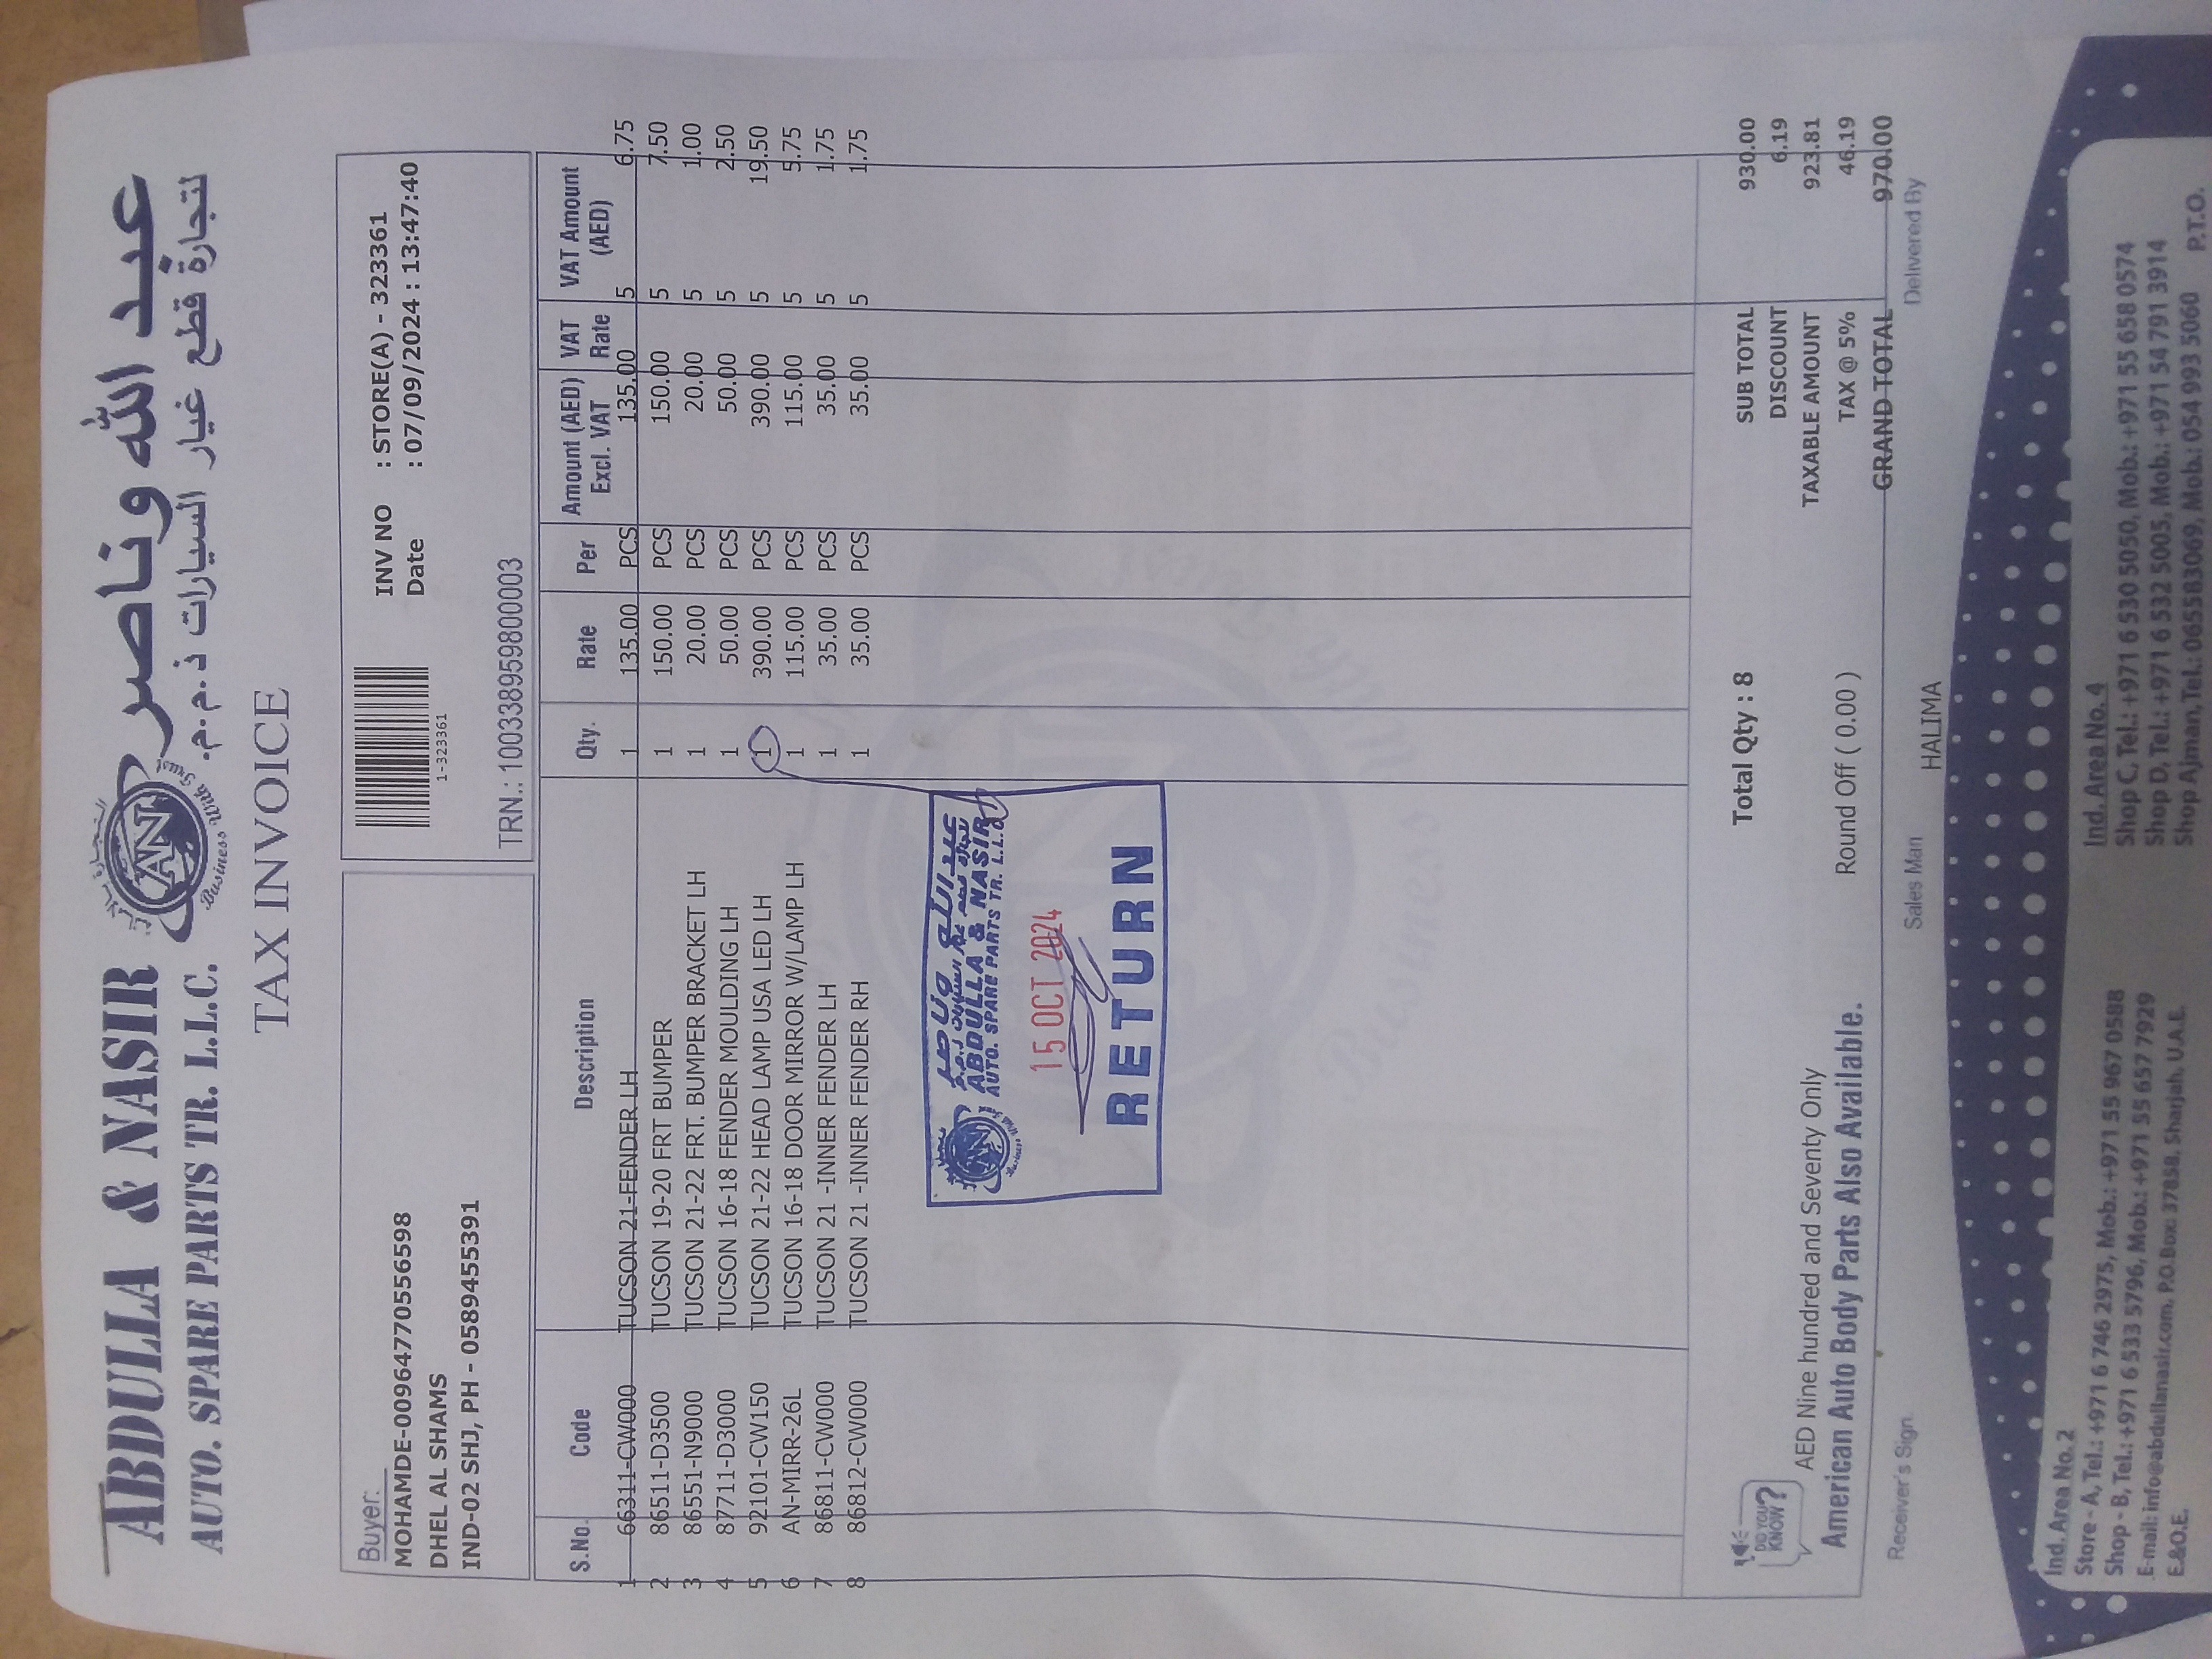 ABDULLA & NASIR عبد الله وناصر
AUTO. SPARE PARTS TR. L.L.C. لتجارة قطع غيار السيارات ذ.م.م.
AN
Business With Trust
TAX INVOICE
Buyer:
MOHAMDE-009647705556598
DHEL AL SHAMS
IND-02 SHJ, PH - 0589455391
1-323361
INV NO : STORE(A) - 323361
Date : 07/09/2024 : 13:47:40
TRN.: 100338959800003
S.No. Code Description Qty. Rate Per Amount (AED) Excl. VAT VAT Rate VAT Amount (AED)
1 66311-CW000 TUCSON 21-FENDER LH 1 135.00 PCS 135.00 5 6.75
2 86511-D3500 TUCSON 19-20 FRT BUMPER 1 150.00 PCS 150.00 5 7.50
3 86551-N9000 TUCSON 21-22 FRT. BUMPER BRACKET LH 1 20.00 PCS 20.00 5 1.00
4 87711-D3000 TUCSON 16-18 FENDER MOULDING LH 1 50.00 PCS 50.00 5 2.50
5 92101-CW150 TUCSON 21-22 HEAD LAMP USA LED LH 1 390.00 PCS 390.00 5 19.50
6 AN-MIRR-26L TUCSON 16-18 DOOR MIRROR W/LAMP LH 1 115.00 PCS 115.00 5 5.75
7 86811-CW000 TUCSON 21 -INNER FENDER LH 1 35.00 PCS 35.00 5 1.75
8 86812-CW000 TUCSON 21 -INNER FENDER RH 1 35.00 PCS 35.00 5 1.75
ABDULLA & NASIR
AUTO. SPARE PARTS TR. L.L.C
15 OCT 2024
RETURN
Total Qty : 8 SUB TOTAL 930.00
DISCOUNT 6.19
DID YOU KNOW?
AED Nine hundred and Seventy Only TAXABLE AMOUNT 923.81
American Auto Body Parts Also Available. Round Off ( 0.00 ) TAX @ 5% 46.19
GRAND TOTAL 970.00
Receiver's Sign. Sales Man Delivered By
HALIMA
Ind. Area No.2
Store - A, Tel.: +971 6 746 2975, Mob.: +971 55 967 0588
Shop - B, Tel.: +971 6 533 5796, Mob.: +971 55 657 7929
E-mail: info@abdullanasir.com, P.O.Box: 37858, Sharjah, U.A.E.
E.&O.E.
Ind. Area No.4
Shop C, Tel.: +971 6 530 5050, Mob.: +971 55 658 0574
Shop D, Tel.: +971 6 532 5005, Mob.: +971 54 791 3914
Shop Ajman, Tel.: 065583069, Mob.: 054 993 5060
P.T.O.